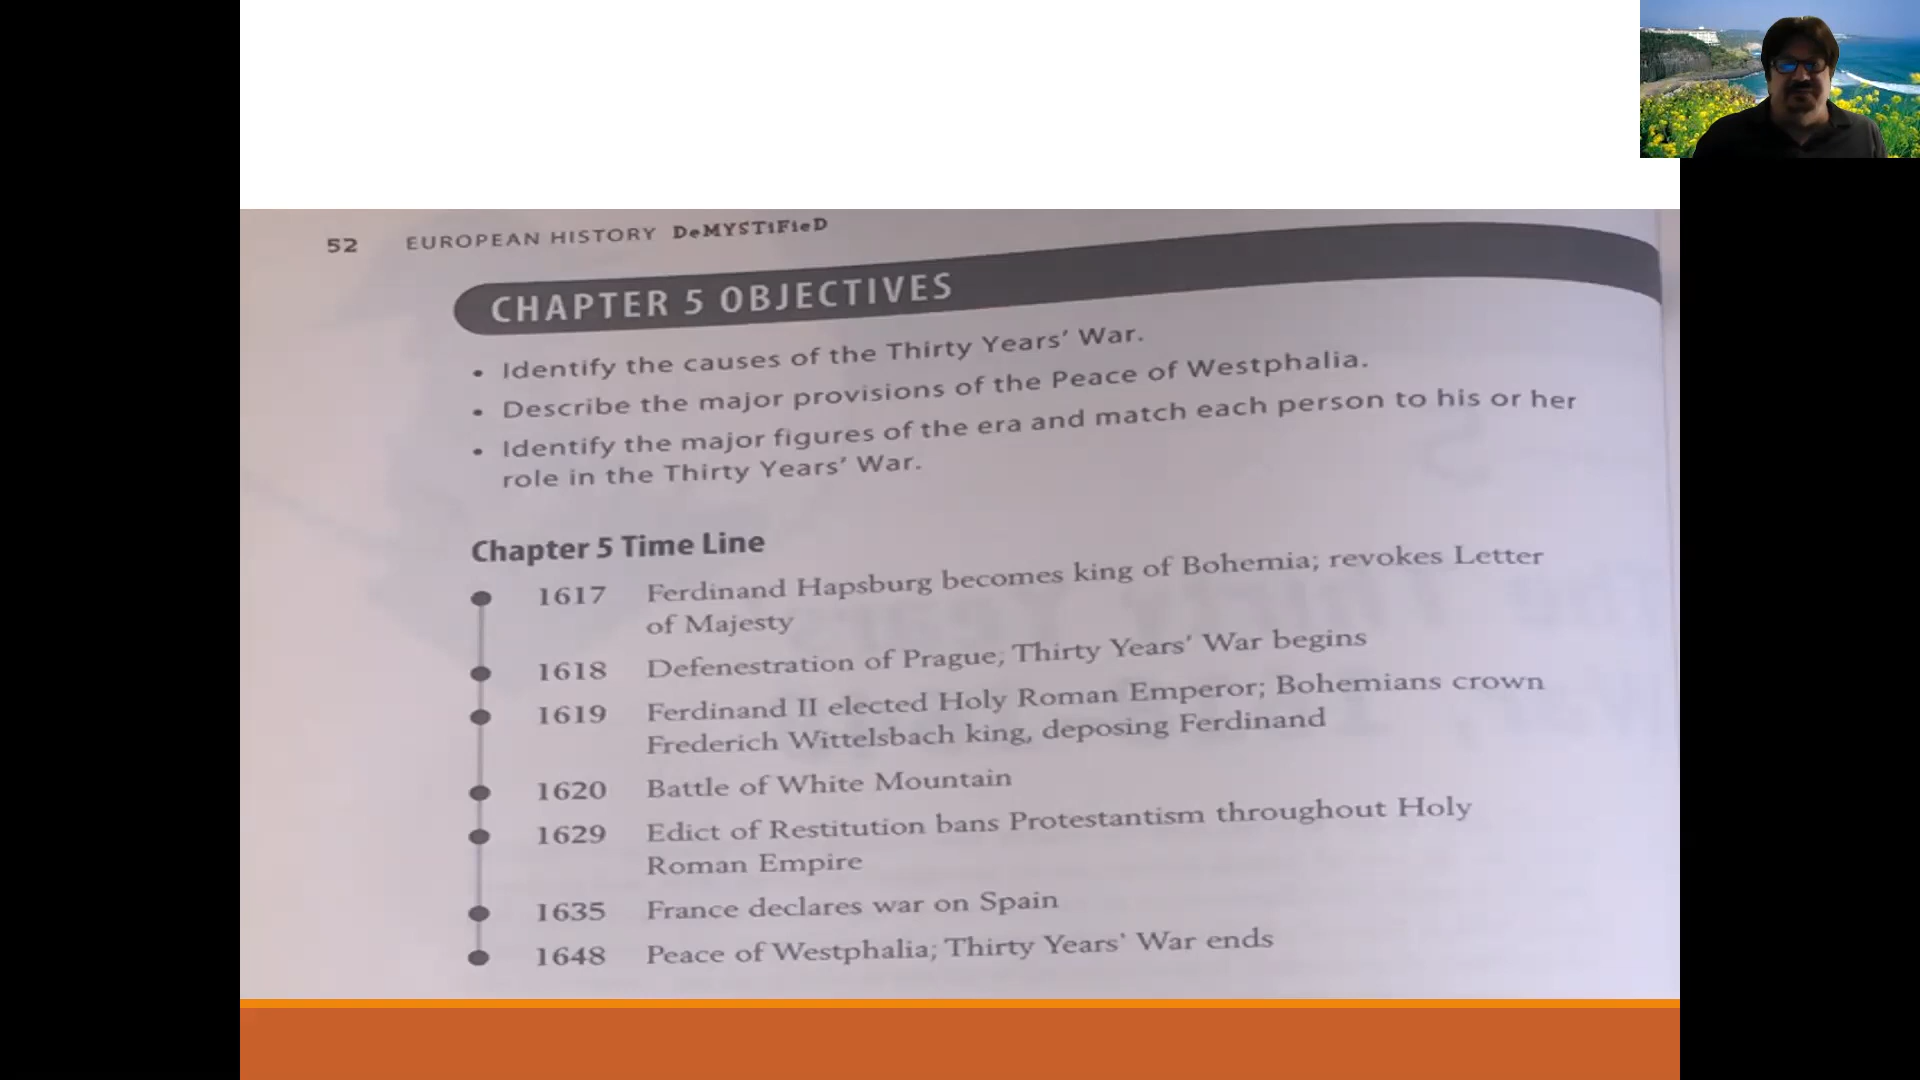 52 EUROPEAN HISTORY DeMYSTiFieD
CHAPTER 5 OBJECTIVES
• Identify the causes of the Thirty Years' War.
• Describe the major provisions of the Peace of Westphalia.
• Identify the major figures of the era and match each person to his or her
role in the Thirty Years' War.
Chapter 5 Time Line
1617 Ferdinand Hapsburg becomes king of Bohemia; revokes Letter
of Majesty
1618 Defenestration of Prague; Thirty Years' War begins
1619 Ferdinand II elected Holy Roman Emperor; Bohemians crown
Frederich Wittelsbach king, deposing Ferdinand
1620 Battle of White Mountain
1629 Edict of Restitution bans Protestantism throughout Holy
Roman Empire
1635 France declares war on Spain
1648 Peace of Westphalia; Thirty Years' War ends